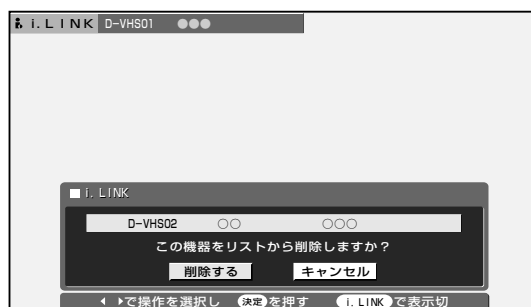 i.LINK D-VHS01 ●●●
■ i.LINK
D-VHS02 ○○ ○○○
この機器をリストから削除しますか？
削除する キャンセル
◀ ▶で操作を選択し 決定を押す i.LINKで表示切